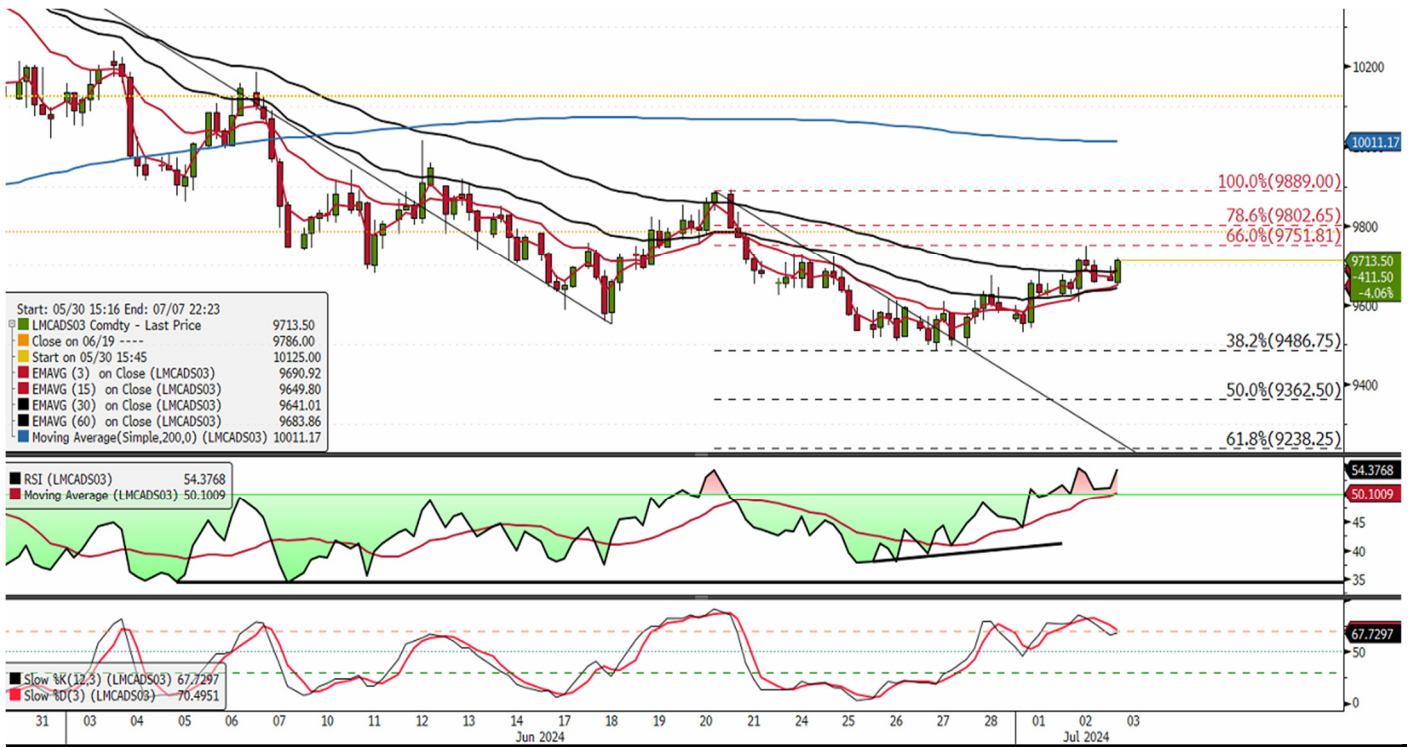 10200
10011.17
100.0%(9889.00)
78.6%(9802.65)
9800
66.0%(9751.81)
9713.50
-411.50
-4.06%
9600
38.2%(9486.75)
9400
50.0%(9362.50)
61.8%(9238.25)
Start: 05/30 15:16 End: 07/07 22:23
LMCADS03 Comdty - Last Price 9713.50
Close on 06/19 ---- 9786.00
Start on 05/30 15:45 10125.00
EMAVG (3) on Close (LMCADS03) 9690.92
EMAVG (15) on Close (LMCADS03) 9649.80
EMAVG (30) on Close (LMCADS03) 9641.01
EMAVG (60) on Close (LMCADS03) 9683.86
Moving Average(Simple,200,0) (LMCADS03) 10011.17
RSI (LMCADS03) 54.3768
Moving Average (LMCADS03) 50.1009
54.3768
50.1009
45
40
35
67.7297
50
0
Slow %K(12,3) (LMCADS03) 67.7297
Slow %D(3) (LMCADS03) 70.4951
31 03 04 05 06 07 10 11 12 13 14 17 18 19 20 21 24 25 26 27 28 01 02 03
Jun 2024 Jul 2024